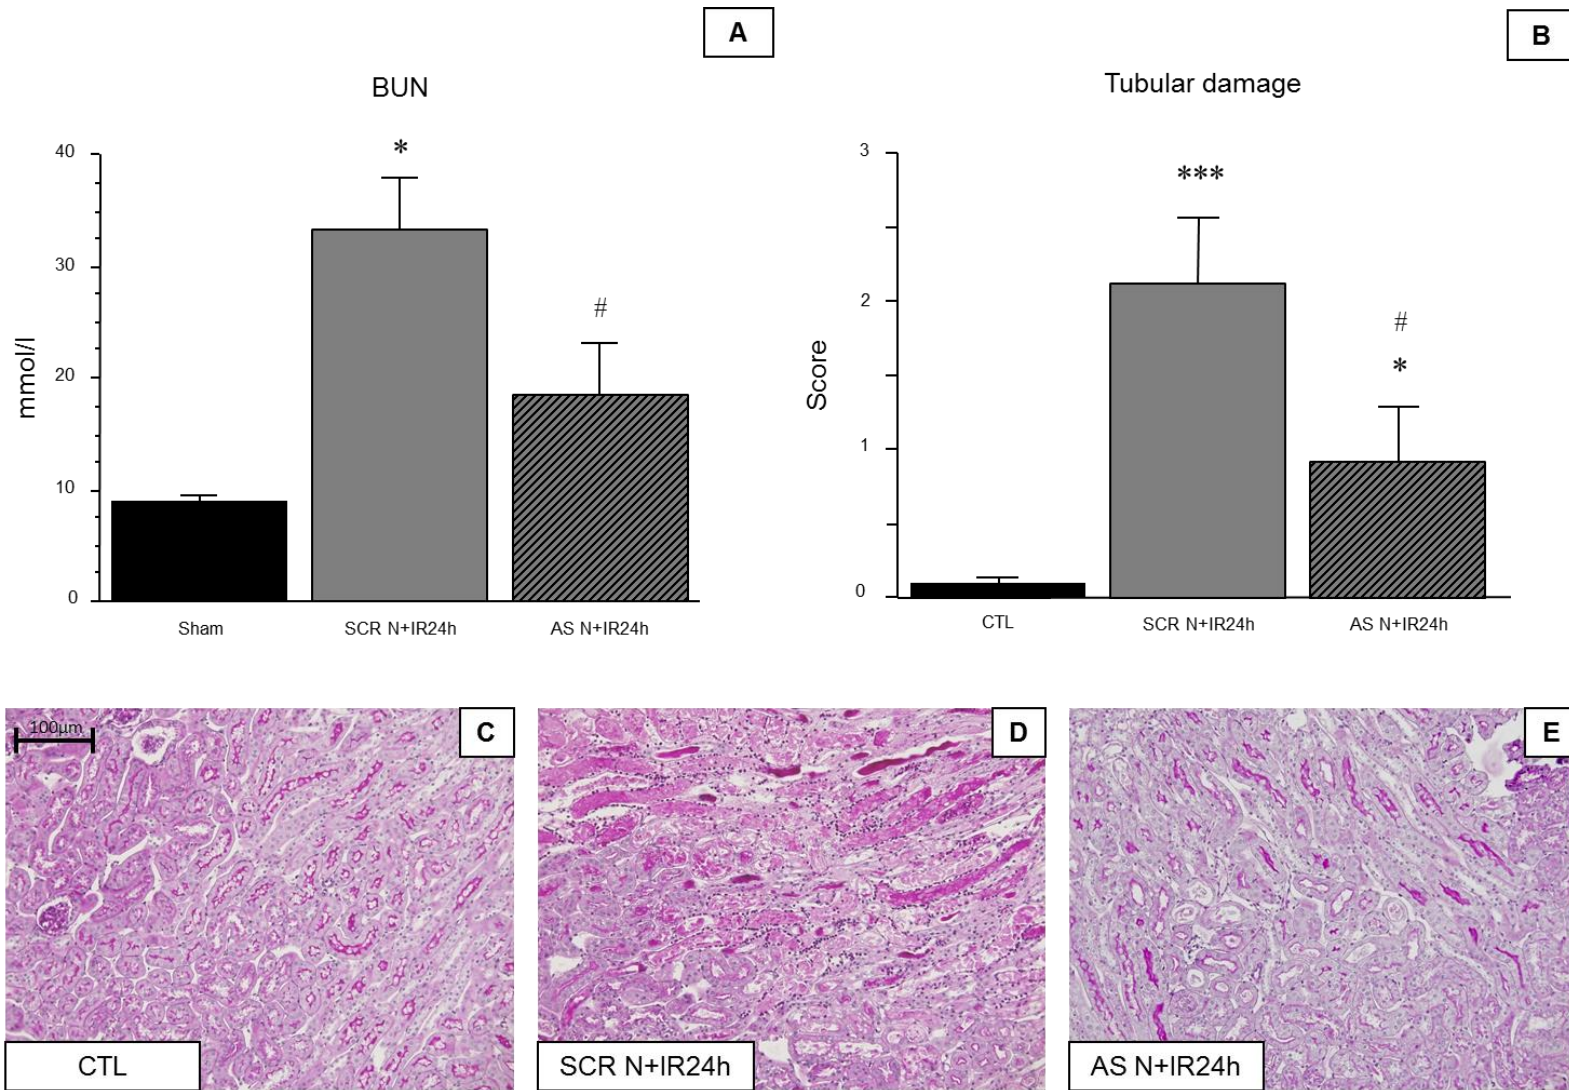 A
BUN
40
30
20
10
0
mmol/l
*
#
Sham
SCR N+IR24h
AS N+IR24h
B
Tubular damage
3
2
1
0
Score
***
#
*
CTL
SCR N+IR24h
AS N+IR24h
100µm
C
CTL
D
SCR N+IR24h
E
AS N+IR24h